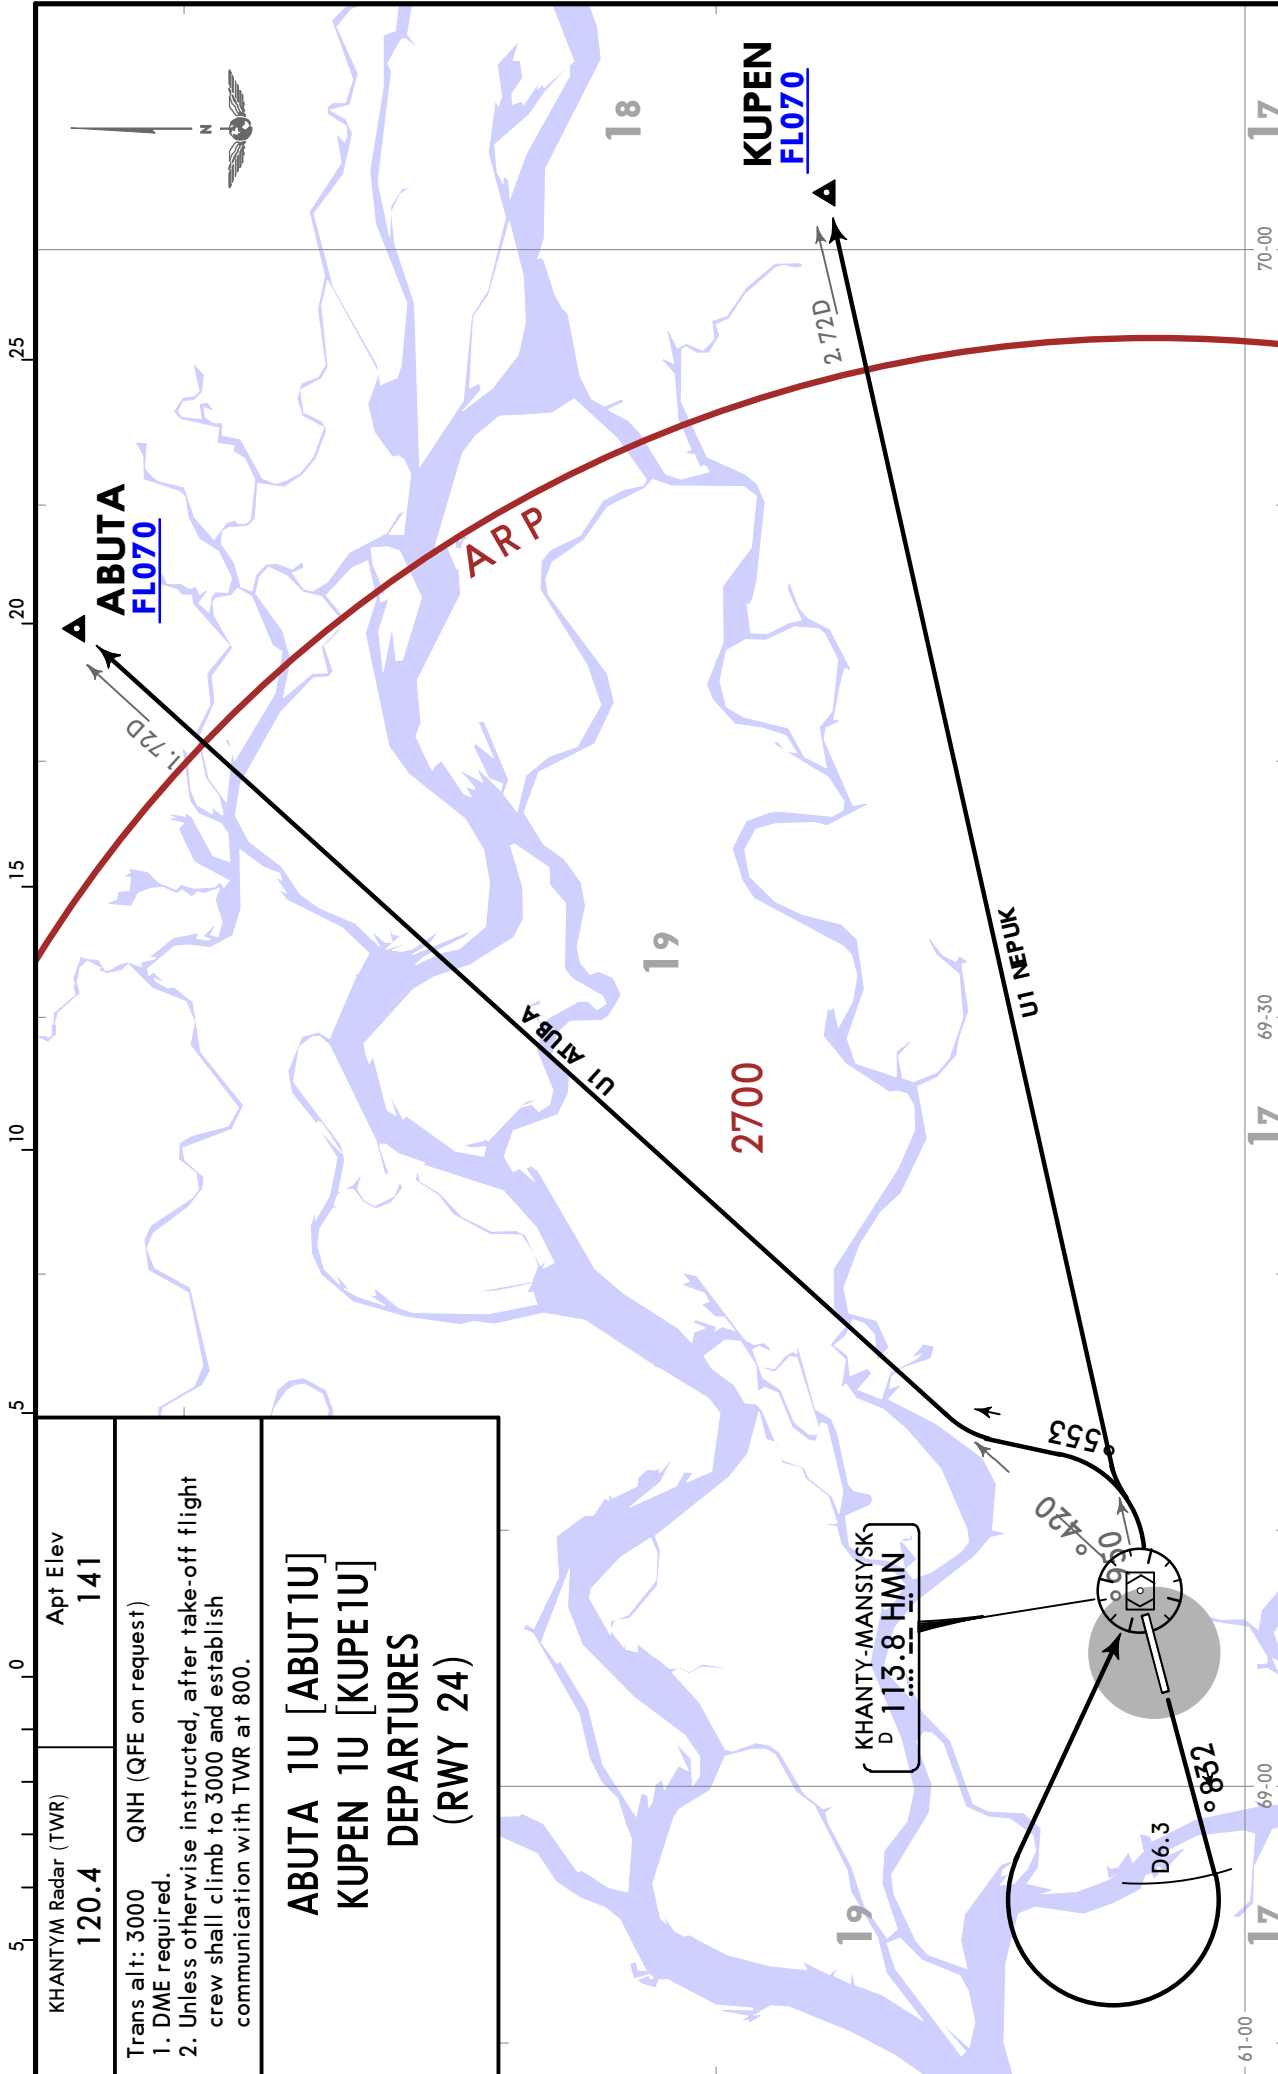 KHANTYM Radar (TWR)
120.4
Apt Elev
141
Trans alt: 3000 QNH (QFE on request)
1. DME required.
2. Unless otherwise instructed, after take-off flight
crew shall climb to 3000 and establish
communication with TWR at 800.
ABUTA 1U [ABUT1U]
KUPEN 1U [KUPE1U]
DEPARTURES
(RWY 24)
5
0
5
10
15
20
25
N
ABUTA
FL070
1.72D
KUPEN
FL070
2.72D
ARP
18
19
19
17
17
17
2700
U1 ATUBA
U1 NEPUK
KHANTY-MANSIYSK
D 113.8 HMN
°553
°420
°832
D6.3
61-00
69-00
69-30
70-00